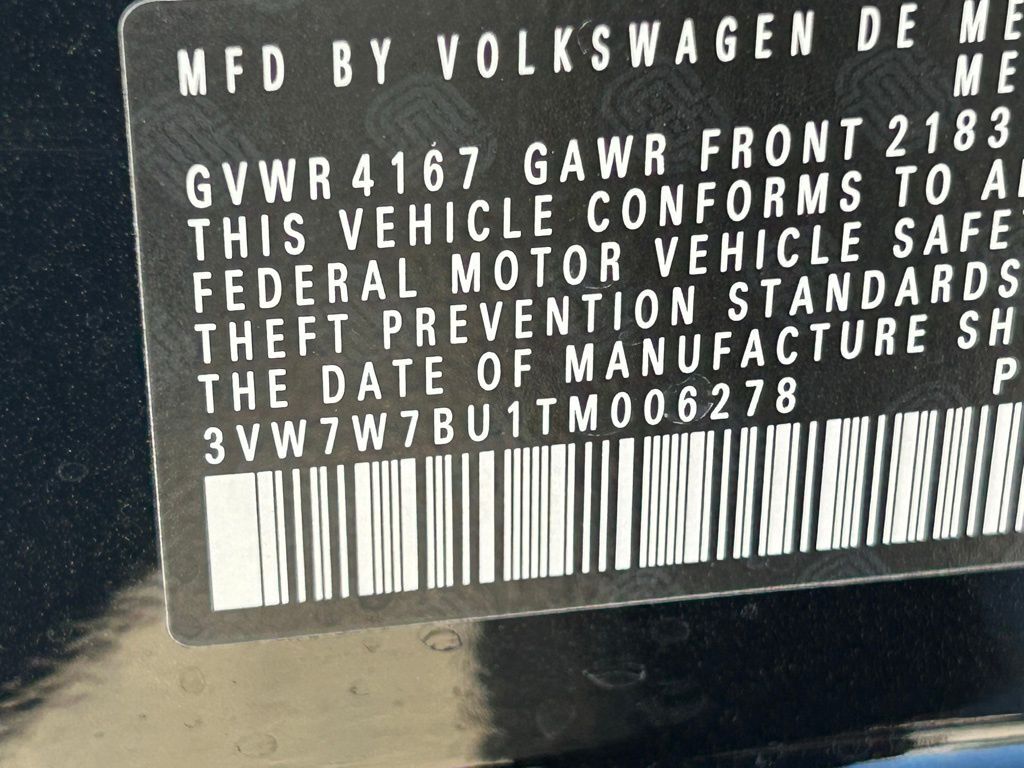 MFD BY VOLKSWAGEN DE ME
ME
GVWR 4167 GAWR FRONT 2183
THIS VEHICLE CONFORMS TO A
FEDERAL MOTOR VEHICLE SAFE
THEFT PREVENTION STANDARDS
THE DATE OF MANUFACTURE SH
P
3VW7W7BU1TM006278